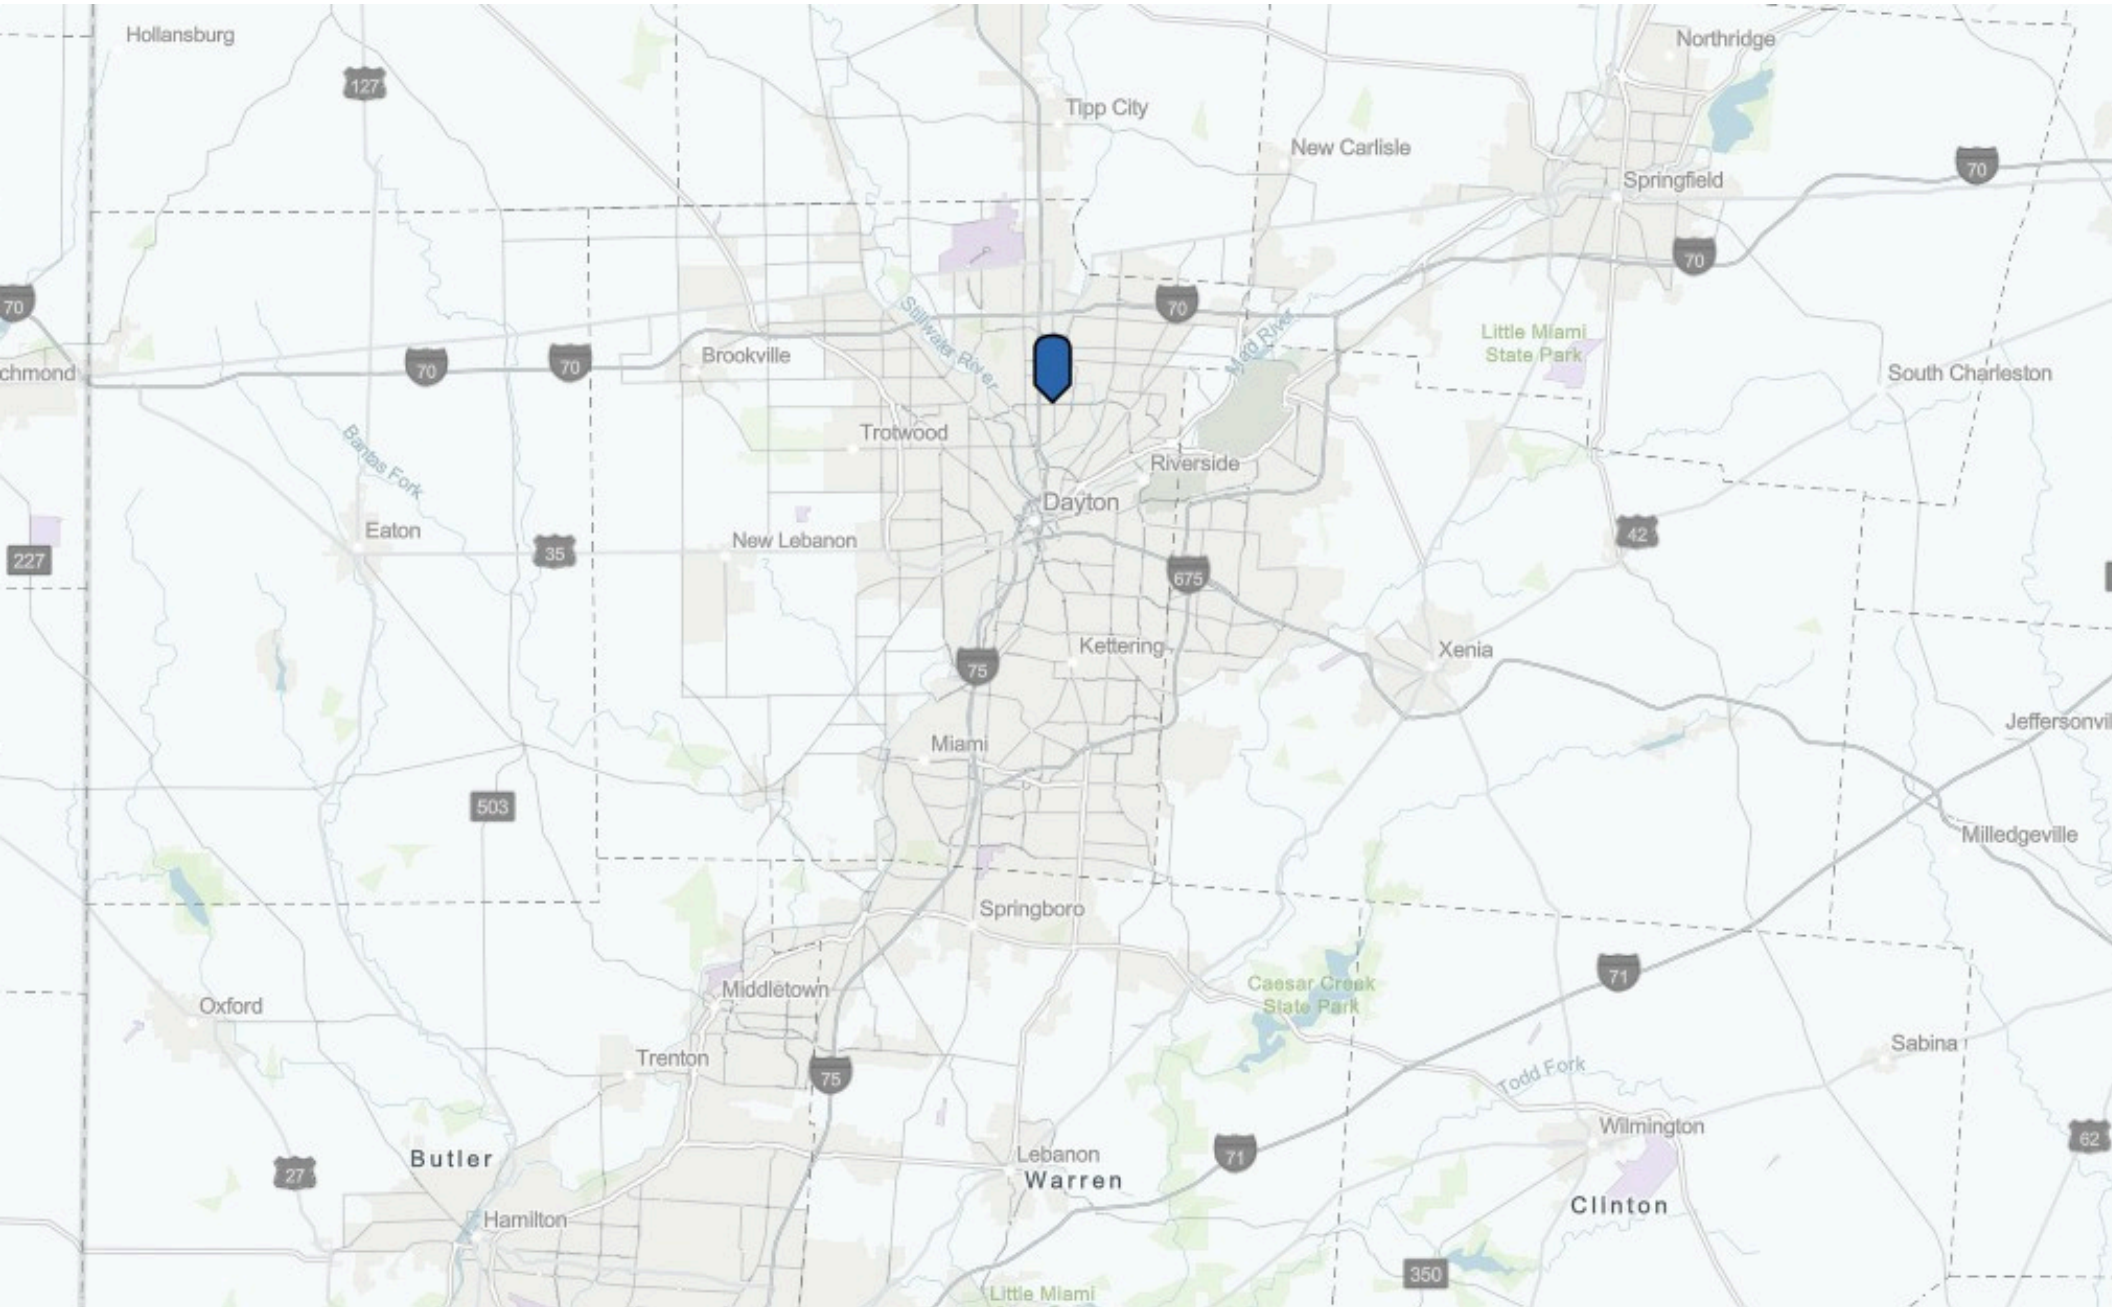 Hollansburg
127
Northridge
Tipp City
New Carlisle
70
Springfield
70
70
70
Stillwater River
Mad River
Little Miami
State Park
70
70
Brookville
chmond
South Charleston
Bantas Fork
Trotwood
Riverside
Dayton
Eaton
35
New Lebanon
42
227
675
Kettering
Xenia
75
Jeffersonvil
Miami
503
Milledgeville
Springboro
71
Caesar Creek
State Park
Middletown
Oxford
Sabina
Trenton
75
Todd Fork
Wilmington
62
Butler
27
Lebanon
Warren
71
Clinton
Hamilton
350
Little Miami